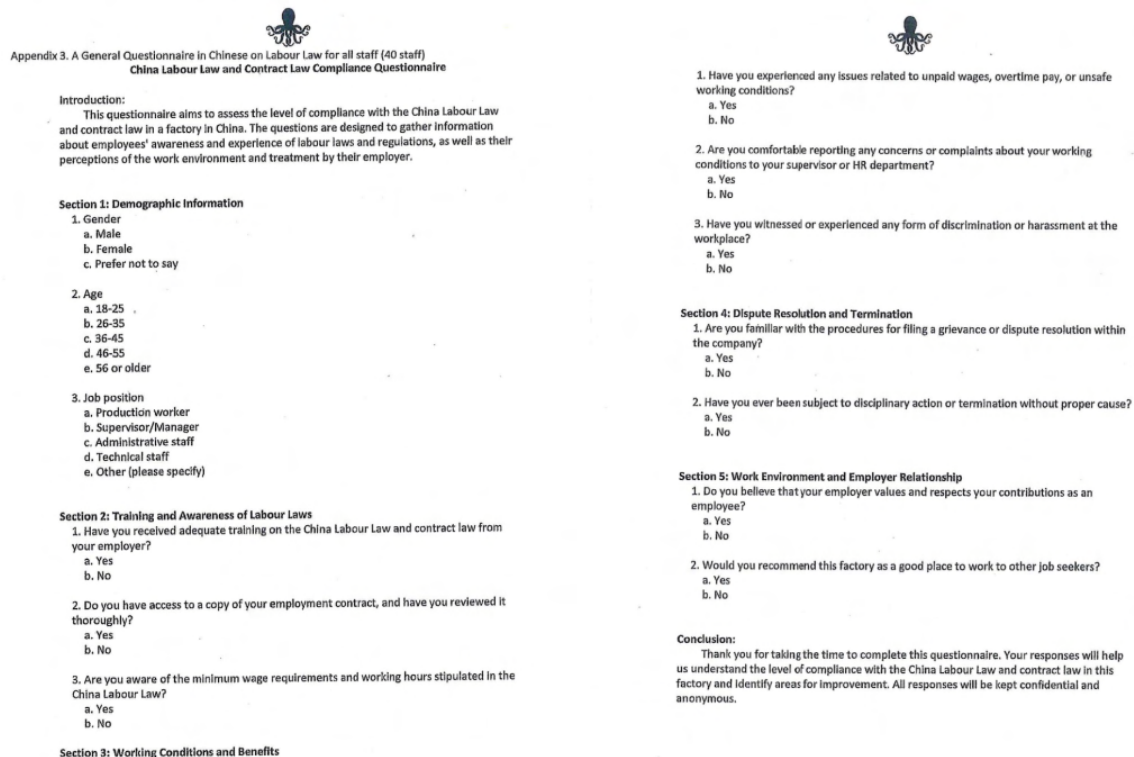 Appendix 3. A General Questionnaire in Chinese on Labour Law for all staff (40 staff)
China Labour Law and Contract Law Compliance Questionnaire
Introduction:
This questionnaire aims to assess the level of compliance with the China Labour Law
and contract law in a factory in China. The questions are designed to gather information
about employees' awareness and experience of labour laws and regulations, as well as their
perceptions of the work environment and treatment by their employer.
Section 1: Demographic Information
1. Gender
a. Male
b. Female
c. Prefer not to say
2. Age
a. 18-25
b. 26-35
c. 36-45
d. 46-55
e. 56 or older
3. Job position
a. Production worker
b. Supervisor/Manager
c. Administrative staff
d. Technical staff
e. Other (please specify)
Section 2: Training and Awareness of Labour Laws
1. Have you received adequate training on the China Labour Law and contract law from
your employer?
a. Yes
b. No
2. Do you have access to a copy of your employment contract, and have you reviewed it
thoroughly?
a. Yes
b. No
3. Are you aware of the minimum wage requirements and working hours stipulated in the
China Labour Law?
a. Yes
b. No
Section 3: Working Conditions and Benefits
1. Have you experienced any issues related to unpaid wages, overtime pay, or unsafe
working conditions?
a. Yes
b. No
2. Are you comfortable reporting any concerns or complaints about your working
conditions to your supervisor or HR department?
a. Yes
b. No
3. Have you witnessed or experienced any form of discrimination or harassment at the
workplace?
a. Yes
b. No
Section 4: Dispute Resolution and Termination
1. Are you familiar with the procedures for filing a grievance or dispute resolution within
the company?
a. Yes
b. No
2. Have you ever been subject to disciplinary action or termination without proper cause?
a. Yes
b. No
Section 5: Work Environment and Employer Relationship
1. Do you believe that your employer values and respects your contributions as an
employee?
a. Yes
b. No
2. Would you recommend this factory as a good place to work to other job seekers?
a. Yes
b. No
Conclusion:
Thank you for taking the time to complete this questionnaire. Your responses will help
us understand the level of compliance with the China Labour Law and contract law in this
factory and identify areas for improvement. All responses will be kept confidential and
anonymous.